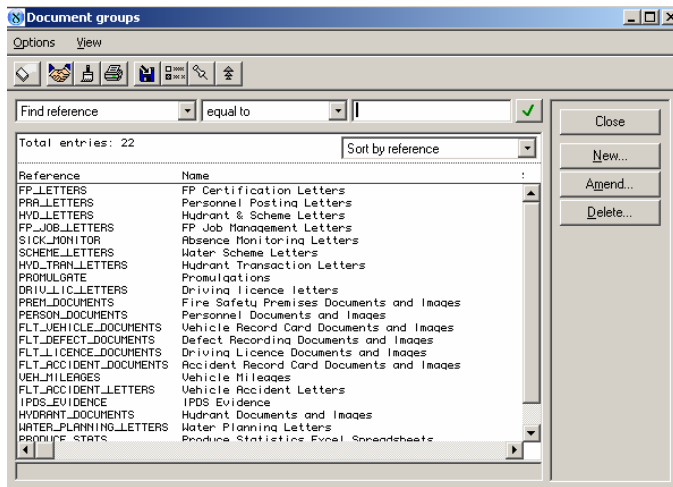 Document groups
Options View
Find reference equal to
Total entries: 22 Sort by reference
Reference Name :
FP_LETTERS FP Certification Letters
PRA_LETTERS Personnel Posting Letters
HYD_LETTERS Hydrant & Scheme Letters
FP_JOB_LETTERS FP Job Management Letters
SICK_MONITOR Absence Monitoring Letters
SCHEME_LETTERS Water Scheme Letters
HYD_TRAN_LETTERS Hydrant Transaction Letters
PROMULGATE Promulgations
DRIV_LIC_LETTERS Driving licence letters
PREM_DOCUMENTS Fire Safety Premises Documents and Images
PERSON_DOCUMENTS Personnel Documents and Images
FLT_VEHICLE_DOCUMENTS Vehicle Record Card Documents and Images
FLT_DEFECT_DOCUMENTS Defect Recording Documents and Images
FLT_LICENCE_DOCUMENTS Driving Licence Documents and Images
FLT_ACCIDENT_DOCUMENTS Accident Record Card Documents and Images
VEH_MILEAGES Vehicle Mileages
FLT_ACCIDENT_LETTERS Vehicle Accident Letters
IPDS_EVIDENCE IPDS Evidence
HYDRANT_DOCUMENTS Hydrant Documents and Images
WATER_PLANNING_LETTERS Water Planning Letters
PRODUCE_STATS Produce Statistics Excel Spreadsheets
Close
New...
Amend...
Delete...